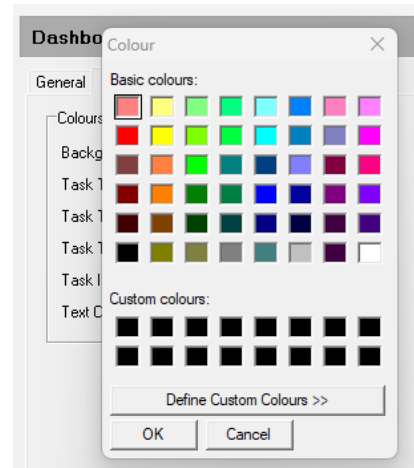 Dashbo
Colour
General
Basic colours:
Colours
Backg
Task T
Task T
Task T
Task I
Text C
Custom colours:
Define Custom Colours >>
OK
Cancel